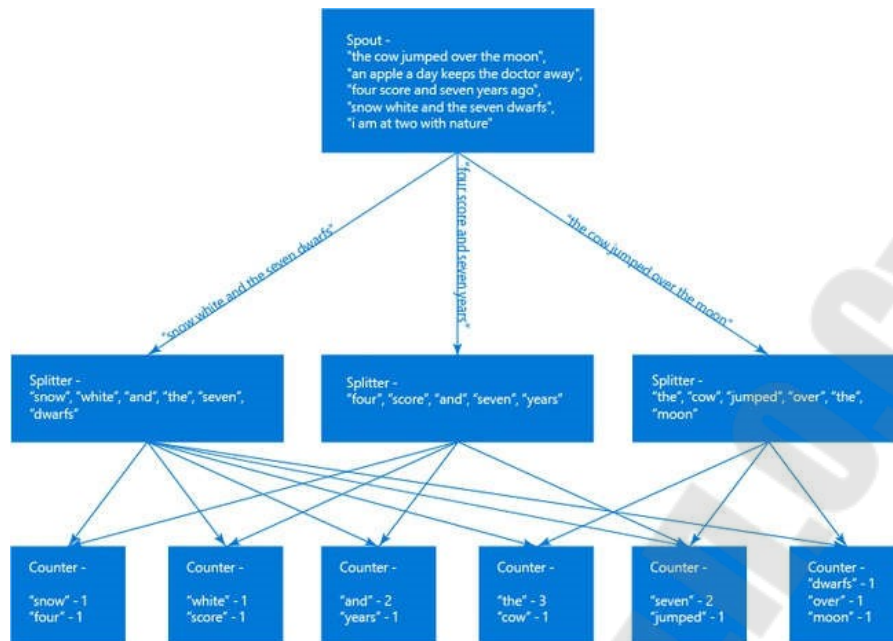 Spout -
"the cow jumped over the moon",
"an apple a day keeps the doctor away",
"four score and seven years ago",
"snow white and the seven dwarfs",
"i am at two with nature"
"snow white and the seven dwarfs"
"four score and seven years"
"the cow jumped over the moon"
Splitter -
"snow", "white", "and", "the", "seven",
"dwarfs"
Splitter -
"four", "score", "and", "seven", "years"
Splitter -
"the", "cow", "jumped", "over", "the",
"moon"
Counter -
"snow" - 1
"four" - 1
Counter -
"white" - 1
"score" - 1
Counter -
"and" - 2
"years" - 1
Counter -
"the" - 3
"cow" - 1
Counter -
"seven" - 2
"jumped" - 1
Counter -
"dwarfs" - 1
"over" - 1
"moon" - 1